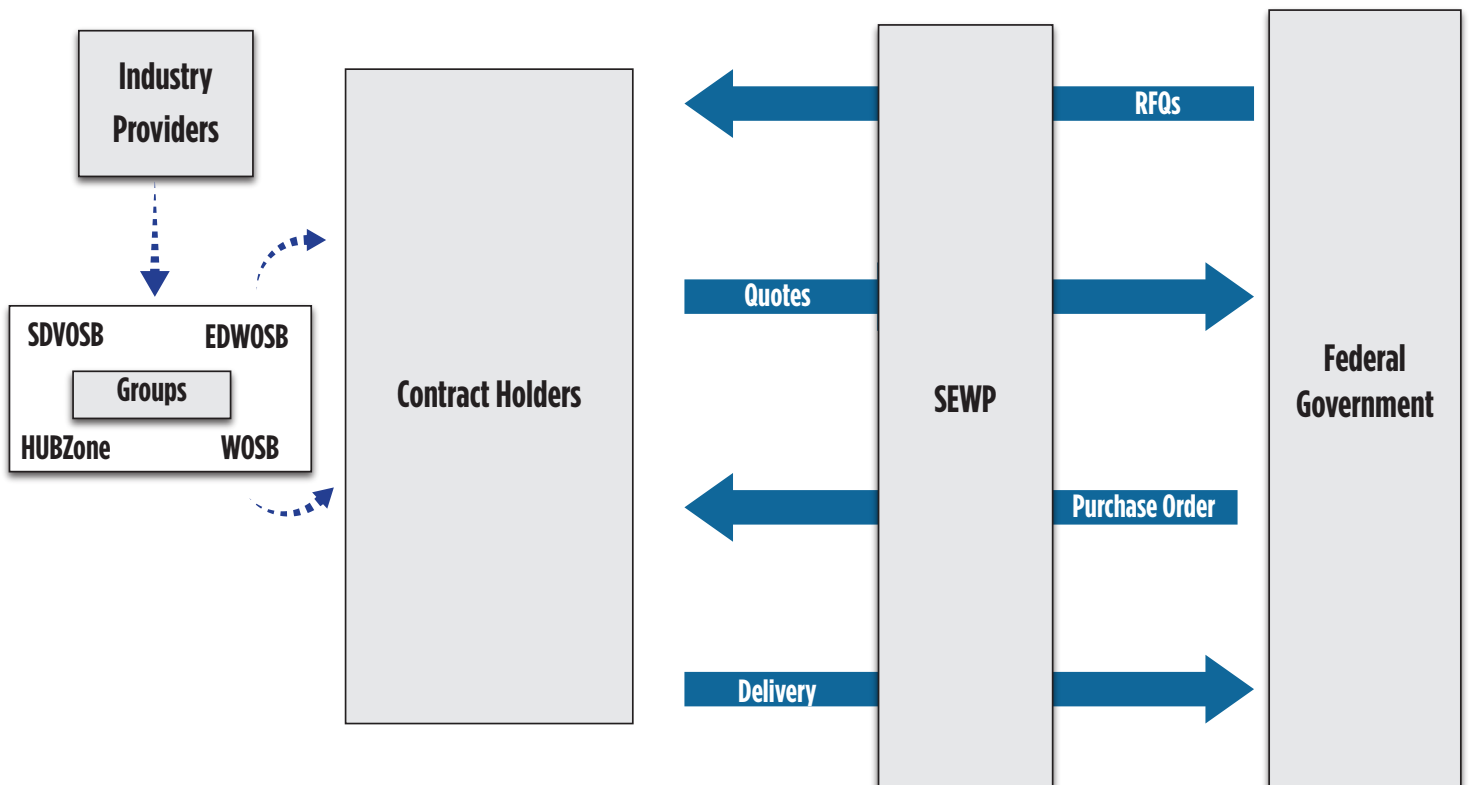 Industry
Providers
SDVOSB
EDWOSB
Groups
HUBZone
WOSB
Contract Holders
RFQs
Quotes
Purchase Order
Delivery
SEWP
Federal
Government